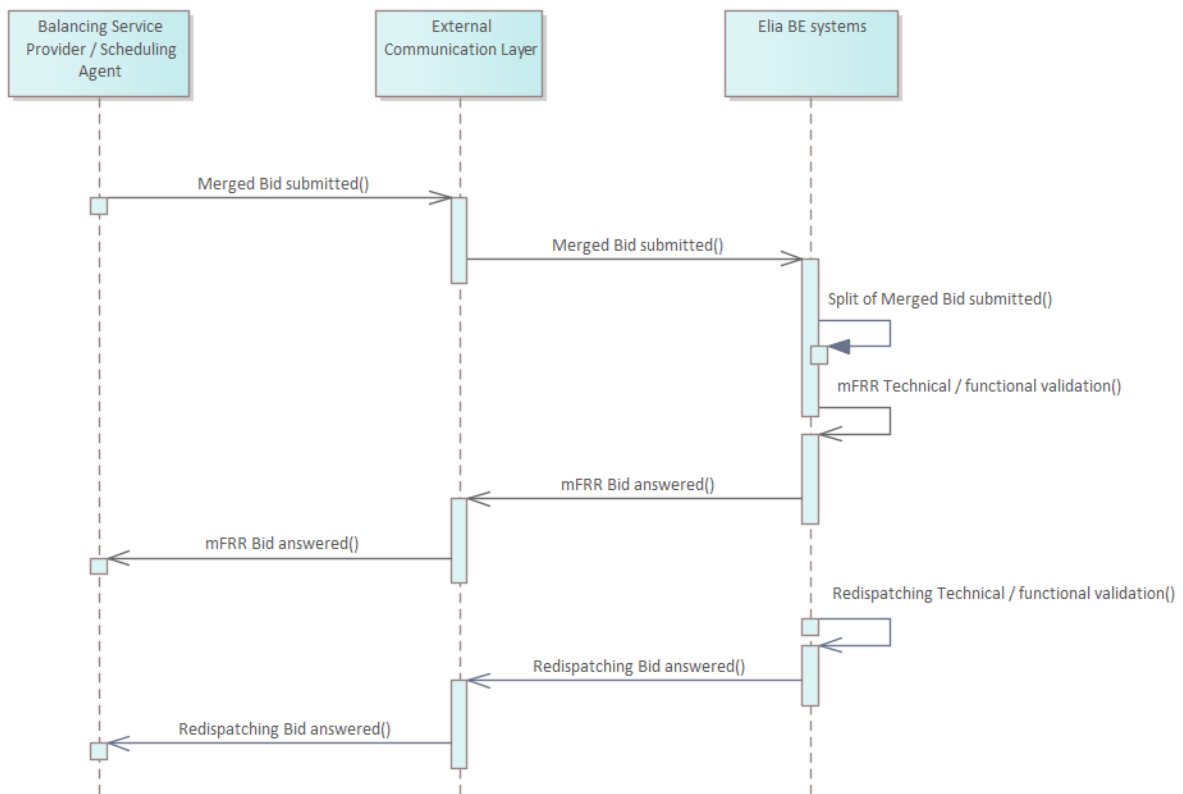 Balancing Service
Provider / Scheduling
Agent
External
Communication Layer
Elia BE systems
Merged Bid submitted()
Merged Bid submitted()
Split of Merged Bid submitted()
mFRR Technical / functional validation()
mFRR Bid answered()
mFRR Bid answered()
Redispatching Technical / functional validation()
Redispatching Bid answered()
Redispatching Bid answered()